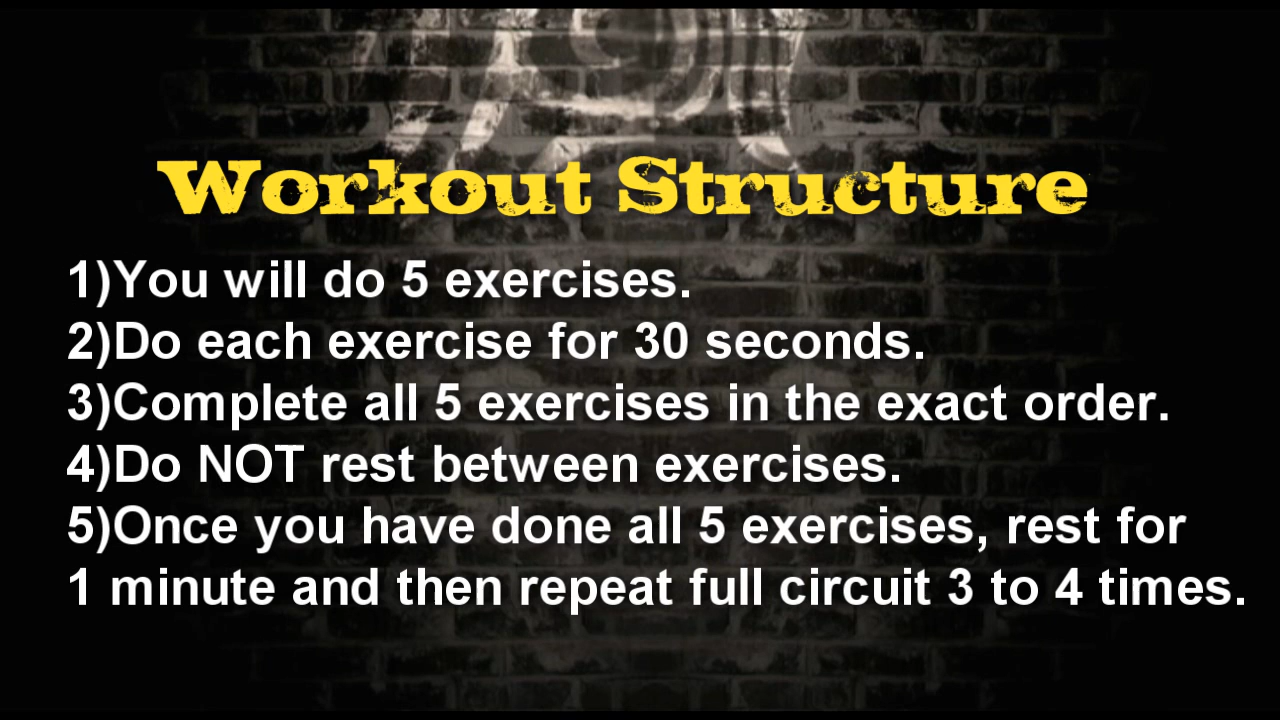 Workout Structure
1)You will do 5 exercises.
2)Do each exercise for 30 seconds.
3)Complete all 5 exercises in the exact order.
4)Do NOT rest between exercises.
5)Once you have done all 5 exercises, rest for
1 minute and then repeat full circuit 3 to 4 times.